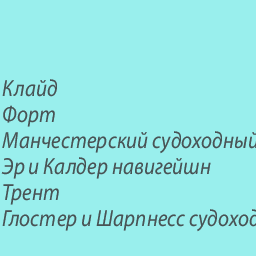 Клайд
Форт
Манчестерский судоходный
Эр и Калдер навигейшн
Трент
Глостер и Шарпнесс судоход